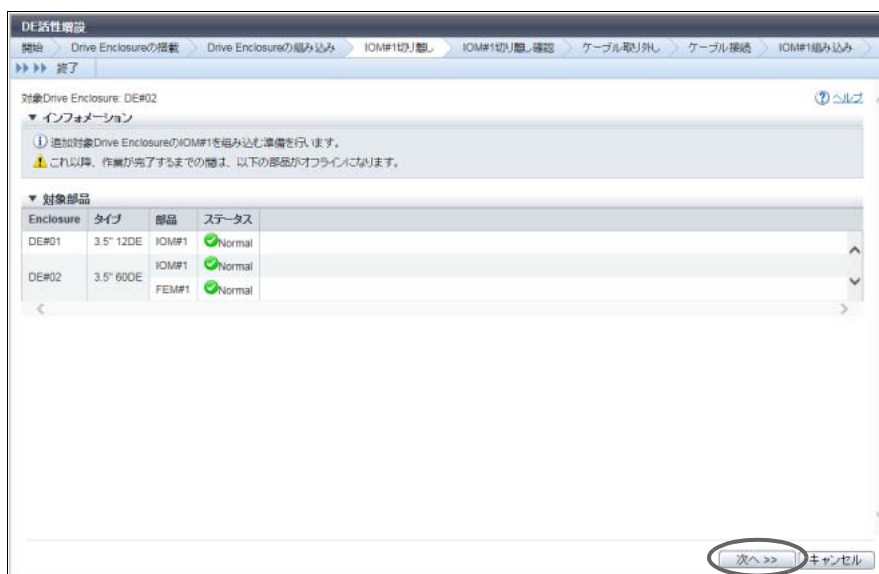 DE活性増設
開始 Drive Enclosureの搭載 Drive Enclosureの組み込み IOM#1切り離し IOM#1切り離し確認 ケーブル取り外し ケーブル接続 IOM#1組み込み
終了
対象Drive Enclosure: DE#02 ヘルプ
▼ インフォメーション
追加対象Drive EnclosureのIOM#1を組み込む準備を行います。
これ以降、作業が完了するまでの間は、以下の部品がオフラインになります。
▼ 対象部品
Enclosure タイプ 部品 ステータス
DE#01 3.5" 12DE IOM#1 Normal
DE#02 3.5" 60DE IOM#1 Normal
FEM#1 Normal
次へ >> キャンセル